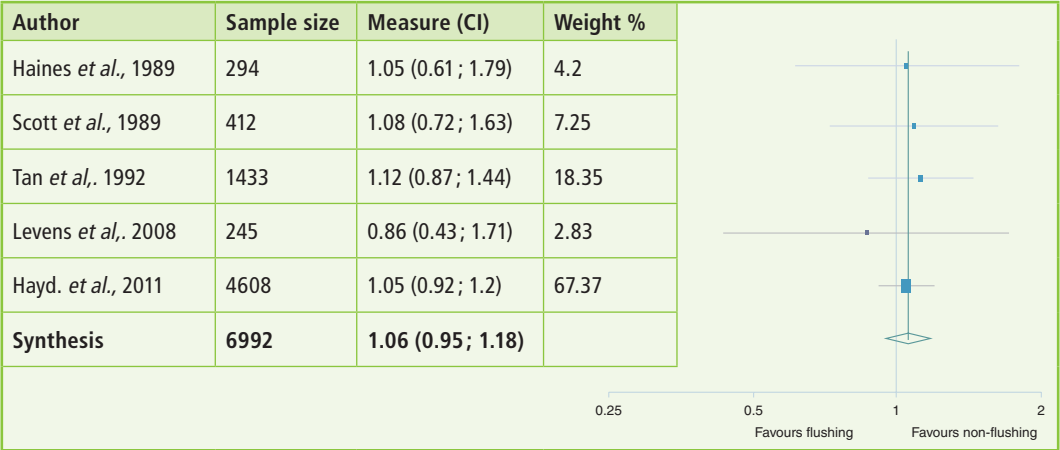 Author Sample size Measure (CI) Weight %
Haines et al., 1989 294 1.05 (0.61 ; 1.79) 4.2
Scott et al., 1989 412 1.08 (0.72 ; 1.63) 7.25
Tan et al,. 1992 1433 1.12 (0.87 ; 1.44) 18.35
Levens et al,. 2008 245 0.86 (0.43 ; 1.71) 2.83
Hayd. et al., 2011 4608 1.05 (0.92 ; 1.2) 67.37
Synthesis 6992 1.06 (0.95 ; 1.18)
0.25 0.5 1 2
Favours flushing Favours non-flushing